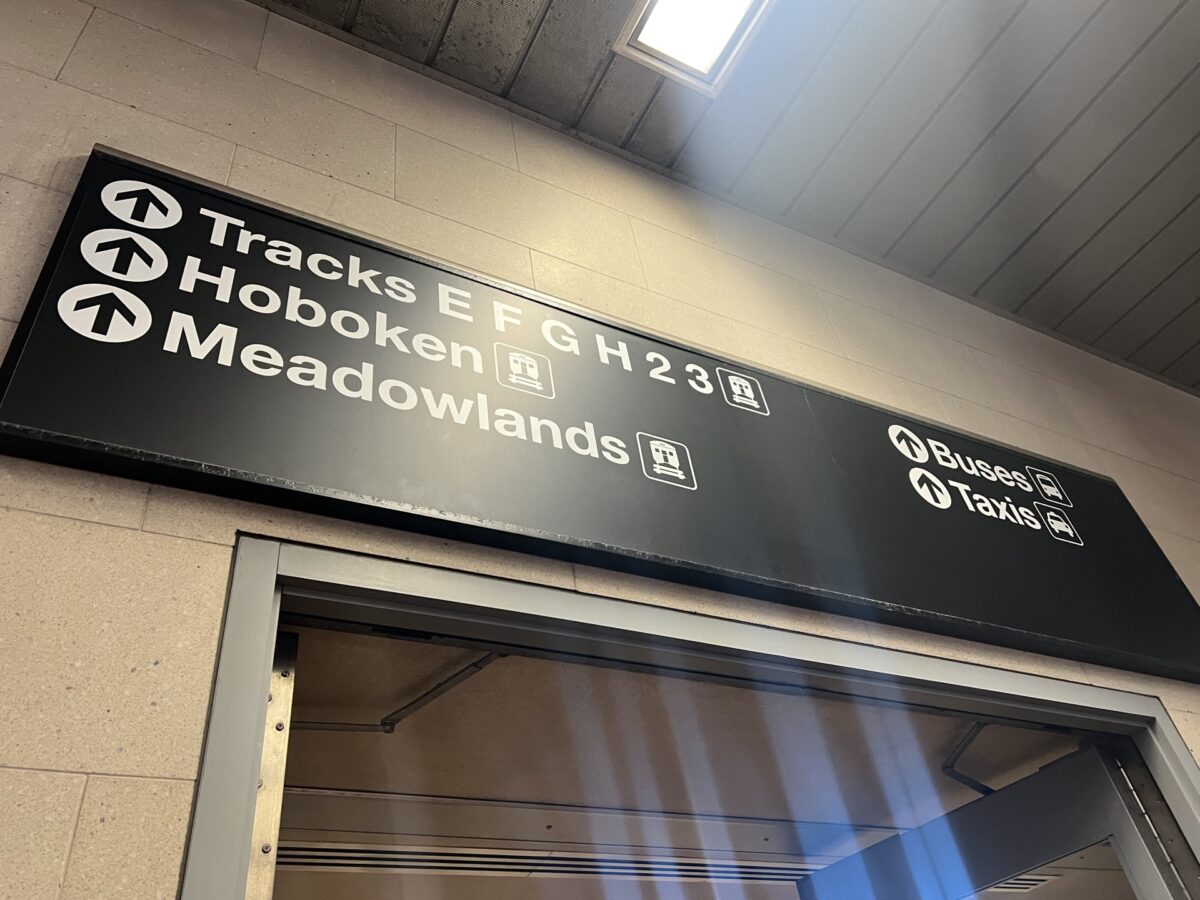 Tracks E F G H 2 3
Hoboken
Meadowlands
Buses
Taxis